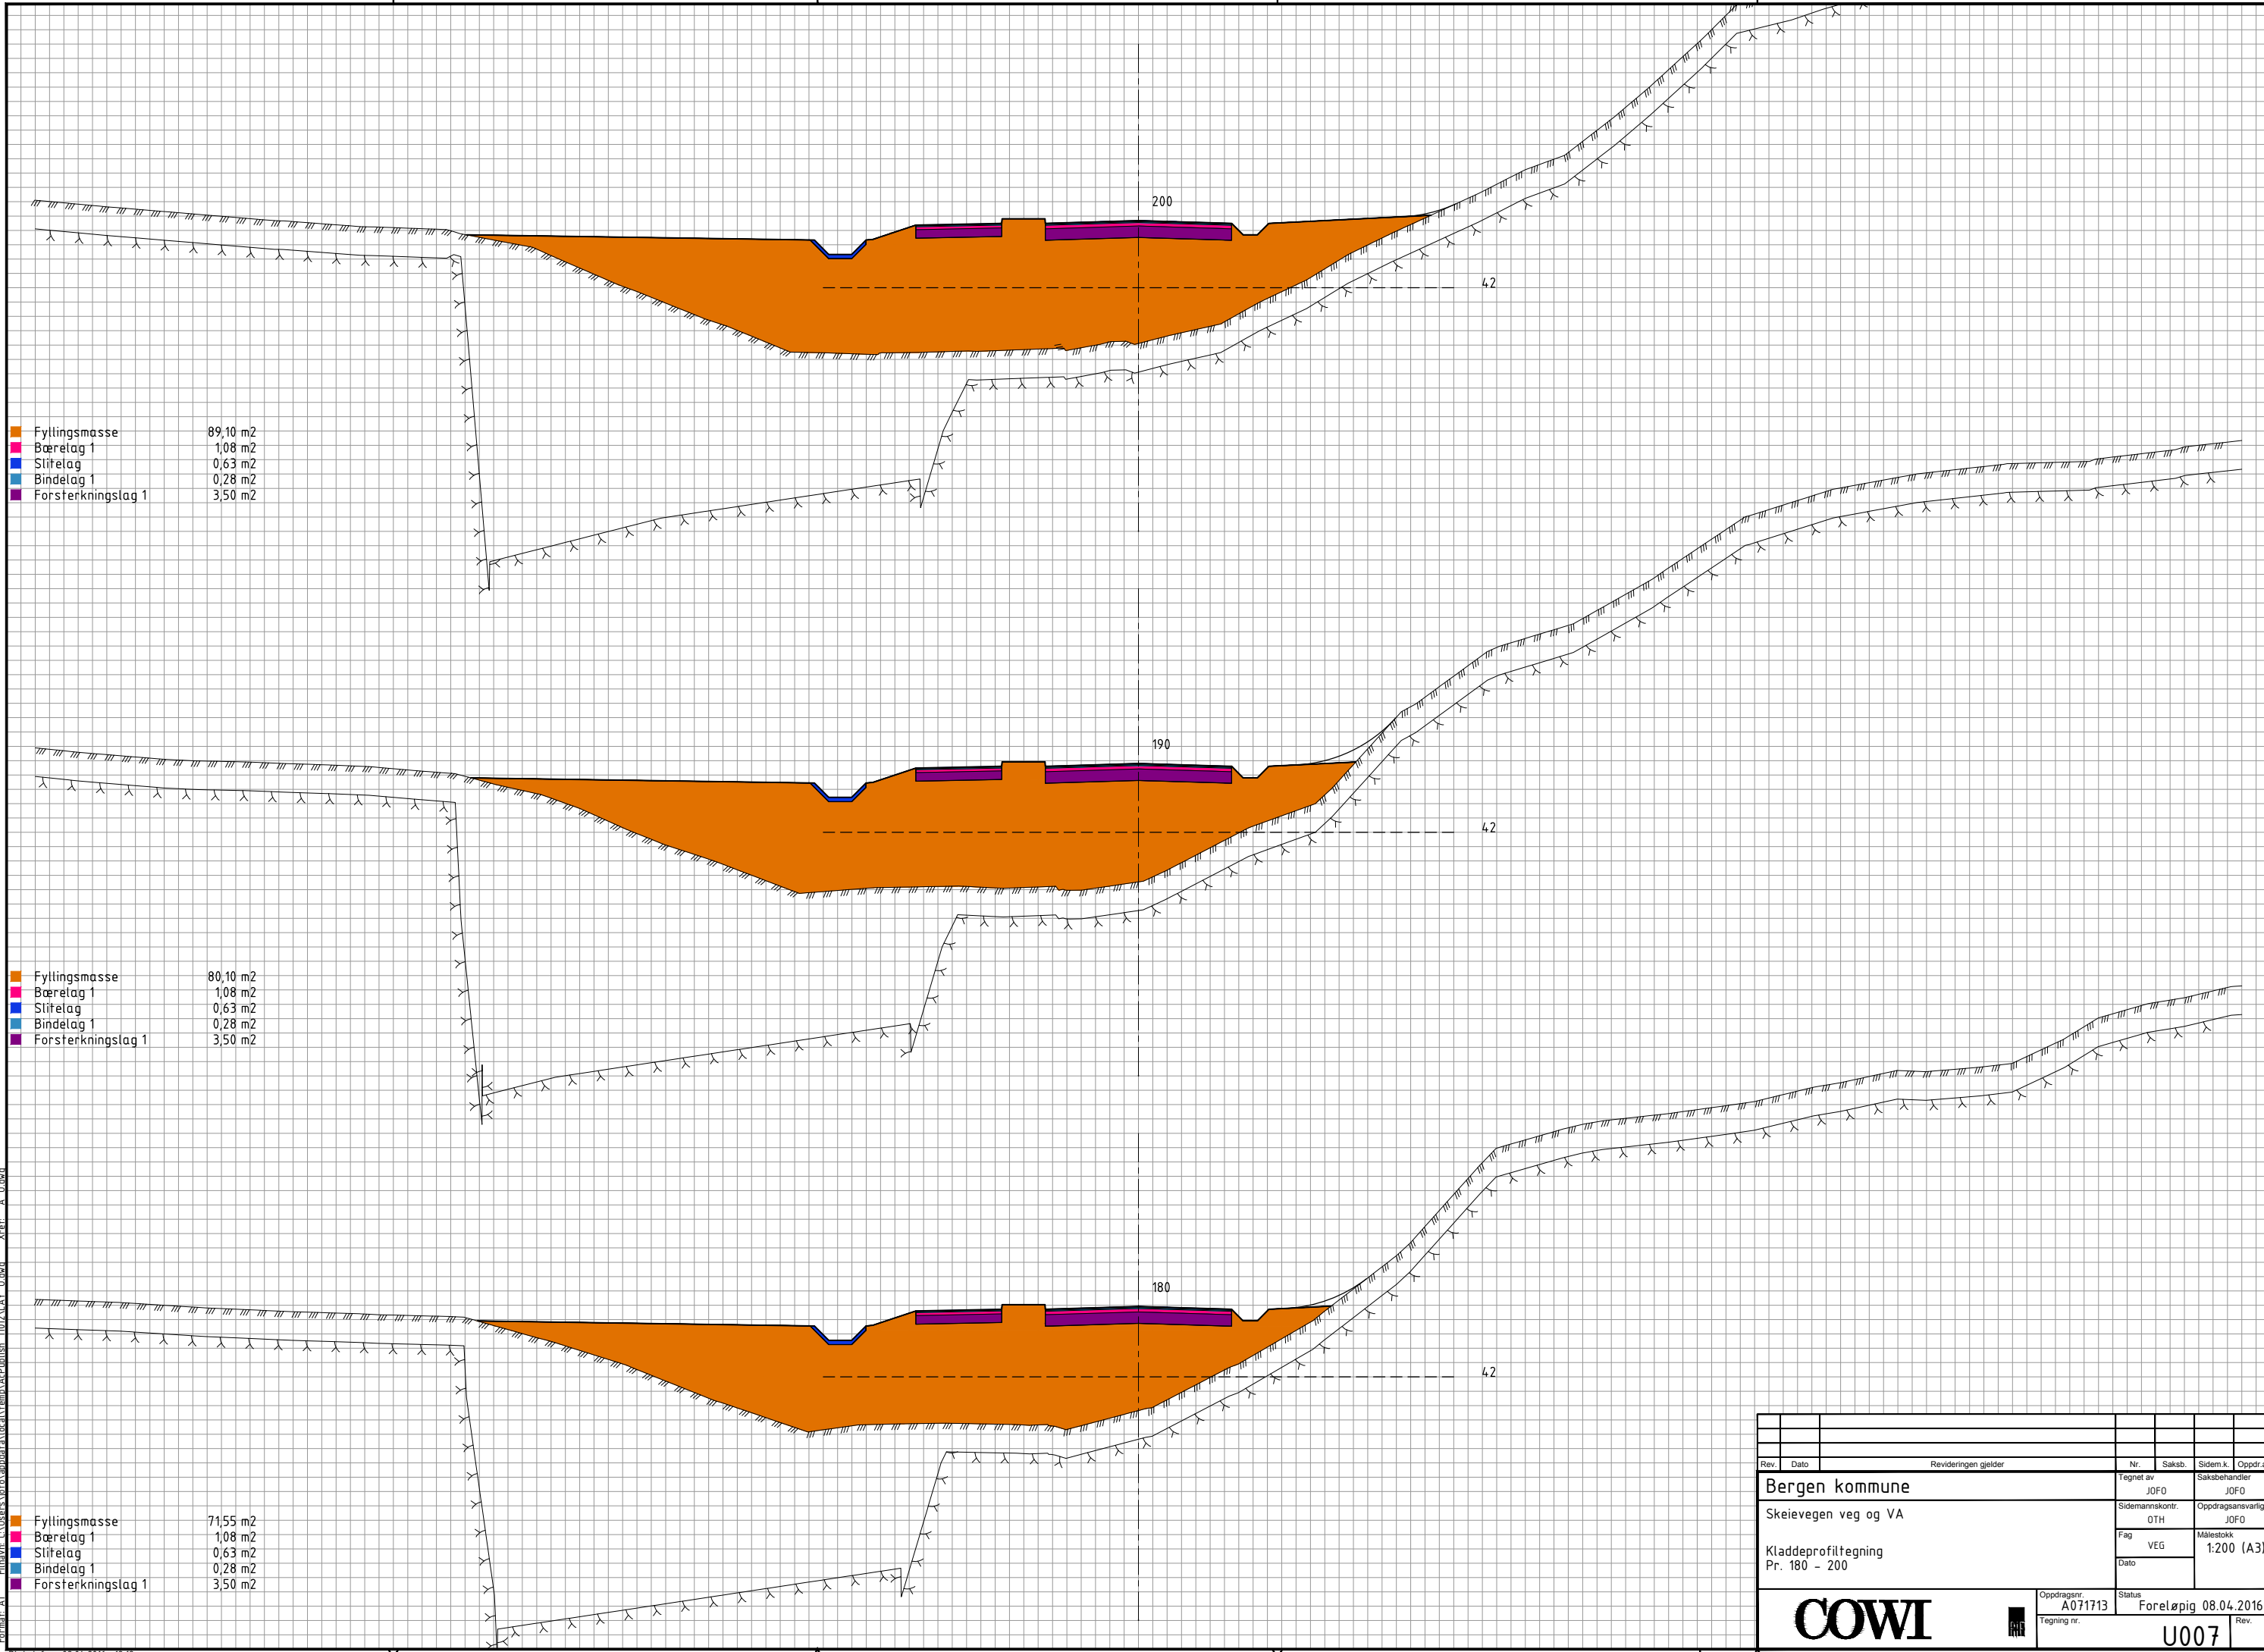 200
42
Fyllingsmasse 89,10 m2
Bærelag 1 1,08 m2
Slitelag 0,63 m2
Bindelag 1 0,28 m2
Forsterkningslag 1 3,50 m2
190
42
Fyllingsmasse 80,10 m2
Bærelag 1 1,08 m2
Slitelag 0,63 m2
Bindelag 1 0,28 m2
Forsterkningslag 1 3,50 m2
180
42
Fyllingsmasse 71,55 m2
Bærelag 1 1,08 m2
Slitelag 0,63 m2
Bindelag 1 0,28 m2
Forsterkningslag 1 3,50 m2
Rev. Dato Revideringen gjelder Nr. Saksb. Sidem.k.
Bergen kommune
Tegnet av Saksbehandler
JOFO JOFO
Skeievegen veg og VA
Sidemannskontr. Oppdragsansvarlig
OTH JOFO
Fag Målestokk
VEG 1:200 (A3)
Kladdeprofiltegning
Pr. 180 - 200
Dato
Oppdragsnr. Status
A071713 Foreløpig 08.04.2016
COWI
Tegning nr. Rev.
U007